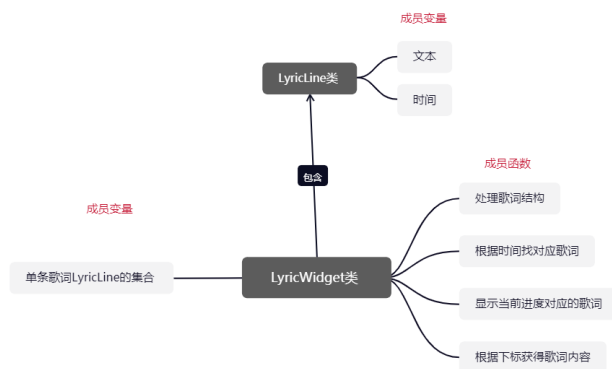 成员变量
文本
LyricLine类
时间
包含
成员函数
处理歌词结构
成员变量
根据时间找对应歌词
单条歌词LyricLine的集合
LyricWidget类
显示当前进度对应的歌词
根据下标获得歌词内容